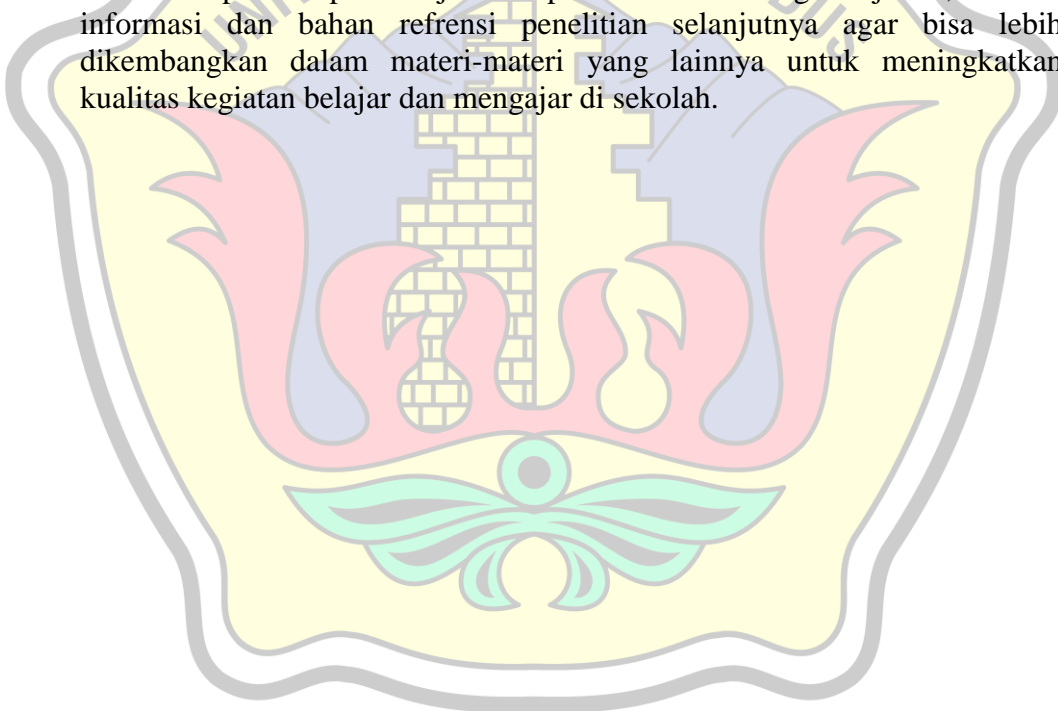 informasi dan bahan refrensi penelitian selanjutnya agar bisa lebih
dikembangkan dalam materi-materi yang lainnya untuk meningkatkan
kualitas kegiatan belajar dan mengajar di sekolah.